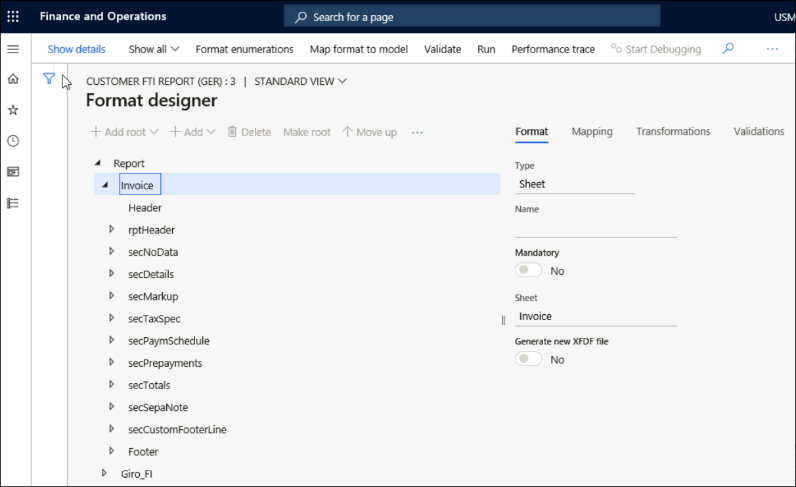 Finance and Operations
Search for a page
USM
Show details
Show all
Format enumerations
Map format to model
Validate
Run
Performance trace
Start Debugging
CUSTOMER FTI REPORT (GER) : 3 | STANDARD VIEW
Format designer
Add root
Add
Delete
Make root
Move up
Report
Invoice
Header
rptHeader
secNoData
secDetails
secMarkup
secTaxSpec
secPaymSchedule
secPrepayments
secTotals
secSepaNote
secCustomFooterLine
Footer
Giro_FI
Format
Mapping
Transformations
Validations
Type
Sheet
Name
Mandatory
No
Sheet
Invoice
Generate new XFDF file
No